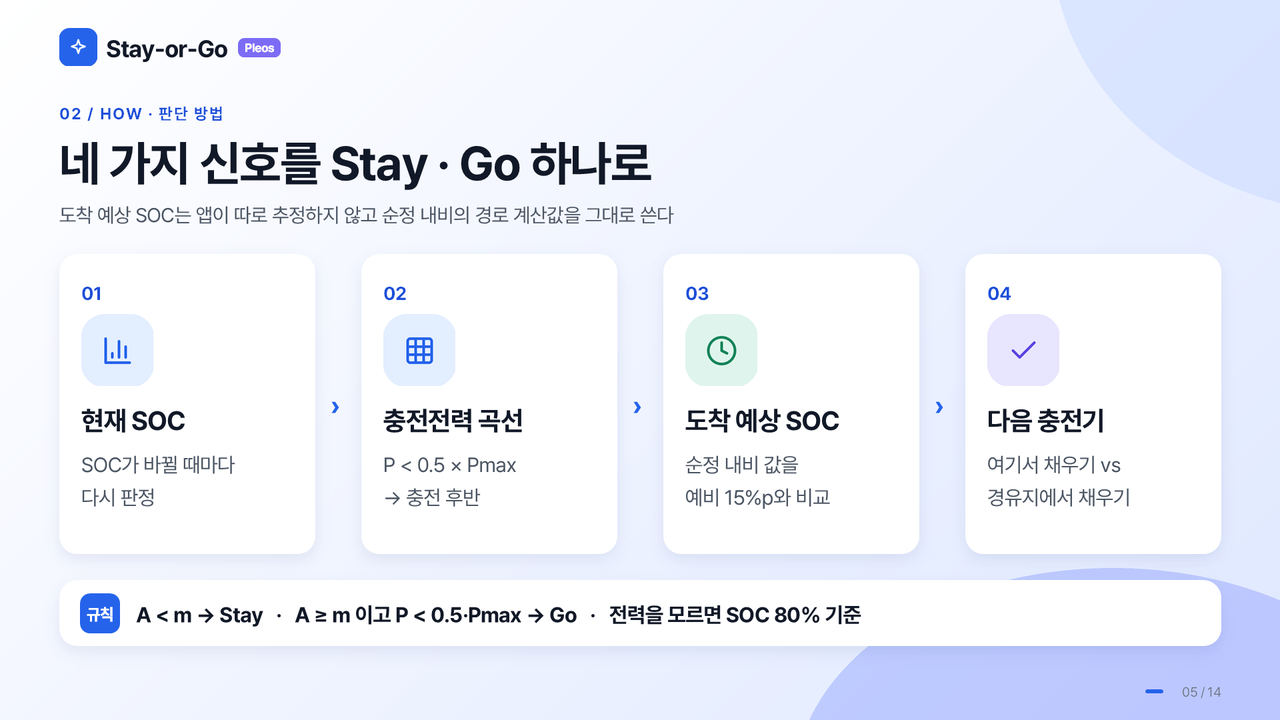 Stay-or-Go Pleos
02 / HOW · 판단 방법
네 가지 신호를 Stay · Go 하나로
도착 예상 SOC는 앱이 따로 추정하지 않고 순정 내비의 경로 계산값을 그대로 쓴다
01
현재 SOC
SOC가 바뀔 때마다
다시 판정
›
02
충전전력 곡선
P < 0.5 × Pmax
→ 충전 후반
›
03
도착 예상 SOC
순정 내비 값을
예비 15%p와 비교
›
04
다음 충전기
여기서 채우기 vs
경유지에서 채우기
규칙 A < m → Stay · A ≥ m 이고 P < 0.5·Pmax → Go · 전력을 모르면 SOC 80% 기준
05 / 14